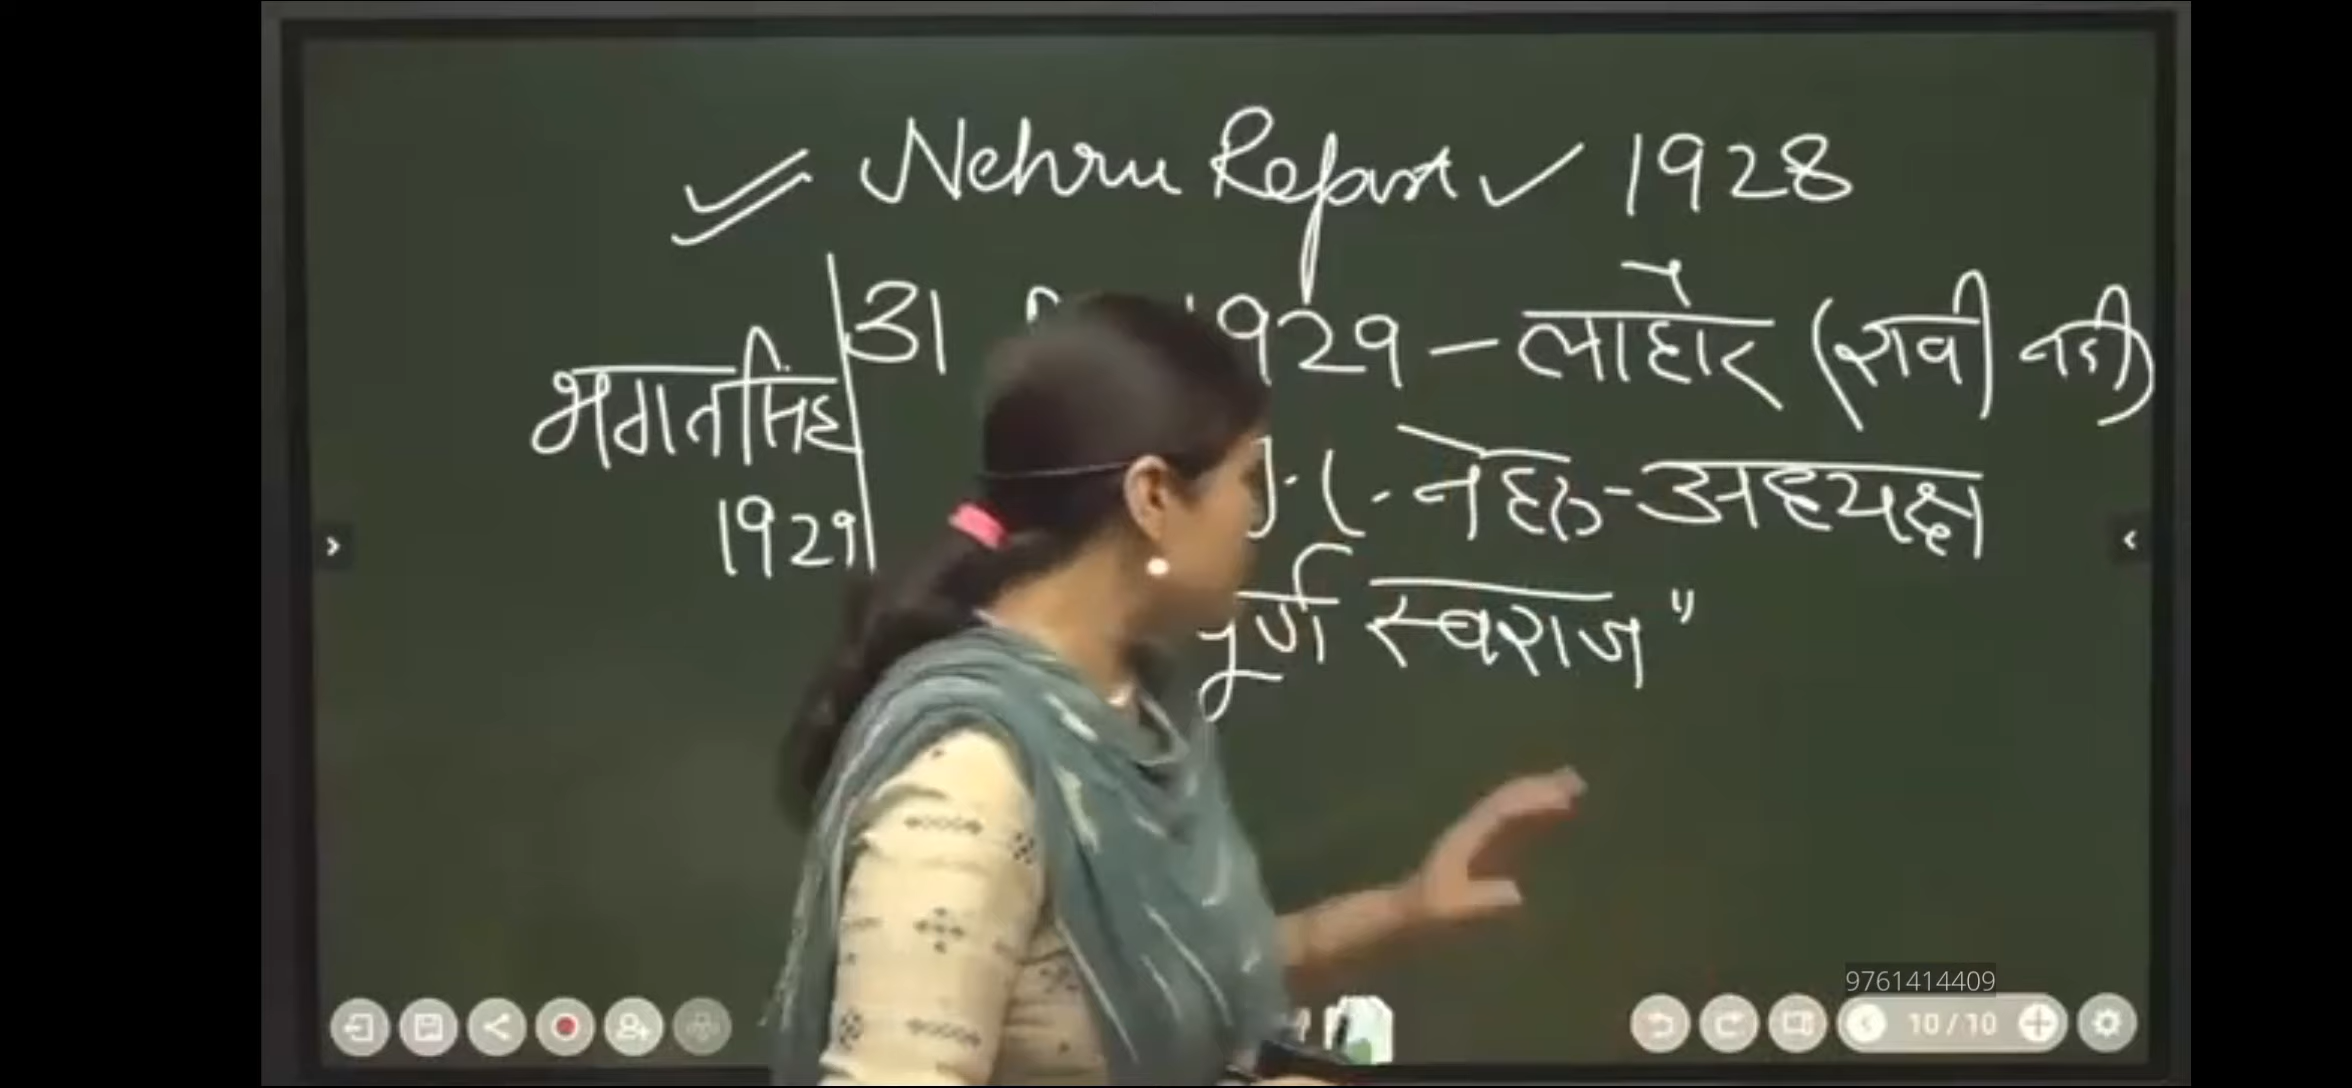 Nehru Report 1928
31 1929 - लाहौर (रावी नदी)
भगतसिंह
1929
नेहरू - अध्यक्ष
पूर्ण स्वराज"
9761414409
10/10